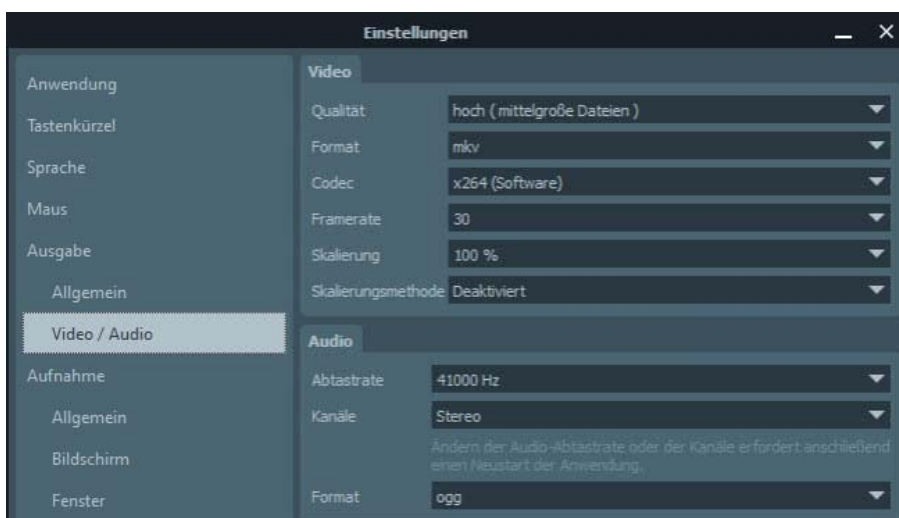 Einstellungen
Anwendung
Tastenkürzel
Sprache
Maus
Ausgabe
Allgemein
Video / Audio
Aufnahme
Allgemein
Bildschirm
Fenster
Video
Qualität hoch ( mittelgroße Dateien )
Format mkv
Codec x264 (Software)
Framerate 30
Skalierung 100 %
Skalierungsmethode Deaktiviert
Audio
Abtastrate 41000 Hz
Kanäle Stereo
Ändern der Audio-Abtastrate oder der Kanäle erfordert anschließend
einen Neustart der Anwendung.
Format ogg